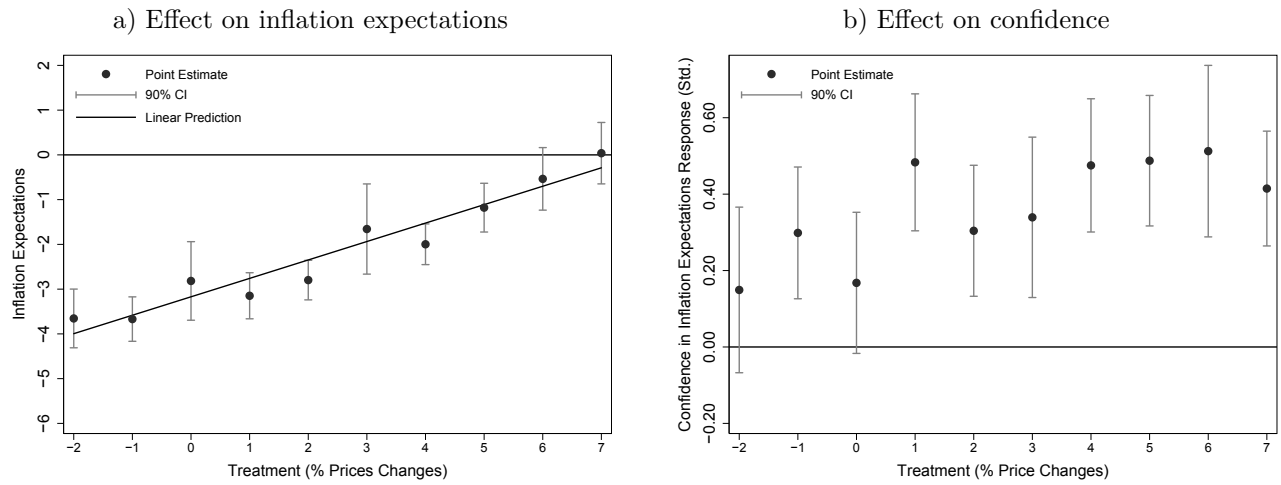 a) Effect on inflation expectations
Point Estimate
90% CI
Linear Prediction
Inflation Expectations
2
1
0
−1
−2
−3
−4
−5
−6
−2 −1 0 1 2 3 4 5 6 7
Treatment (% Prices Changes)
b) Effect on confidence
Point Estimate
90% CI
Confidence in Inflation Expectations Response (Std.)
0.60
0.40
0.20
0.00
−0.20
−2 −1 0 1 2 3 4 5 6 7
Treatment (% Price Changes)